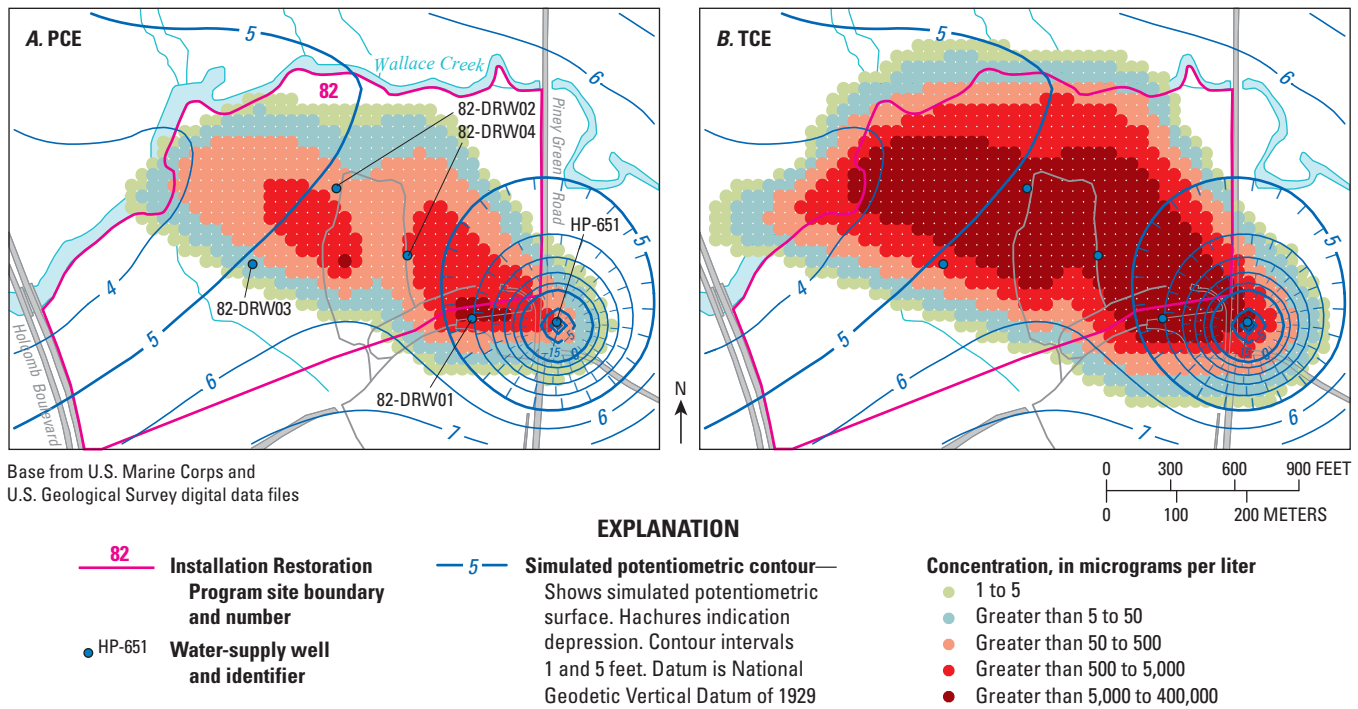 A. PCE
5
6
Wallace Creek
82
82-DRW02
82-DRW04
Piney Green Road
HP-651
5
4
82-DRW03
5
6
-15
0
82-DRW01
7
6
Holcomb Boulevard
N
B. TCE
5
6
5
4
5
6
0
7
6
Base from U.S. Marine Corps and
U.S. Geological Survey digital data files
0 300 600 900 FEET
0 100 200 METERS
EXPLANATION
82
Installation Restoration
Program site boundary
and number
HP-651
Water-supply well
and identifier
5
Simulated potentiometric contour—
Shows simulated potentiometric
surface. Hachures indication
depression. Contour intervals
1 and 5 feet. Datum is National
Geodetic Vertical Datum of 1929
Concentration, in micrograms per liter
1 to 5
Greater than 5 to 50
Greater than 50 to 500
Greater than 500 to 5,000
Greater than 5,000 to 400,000